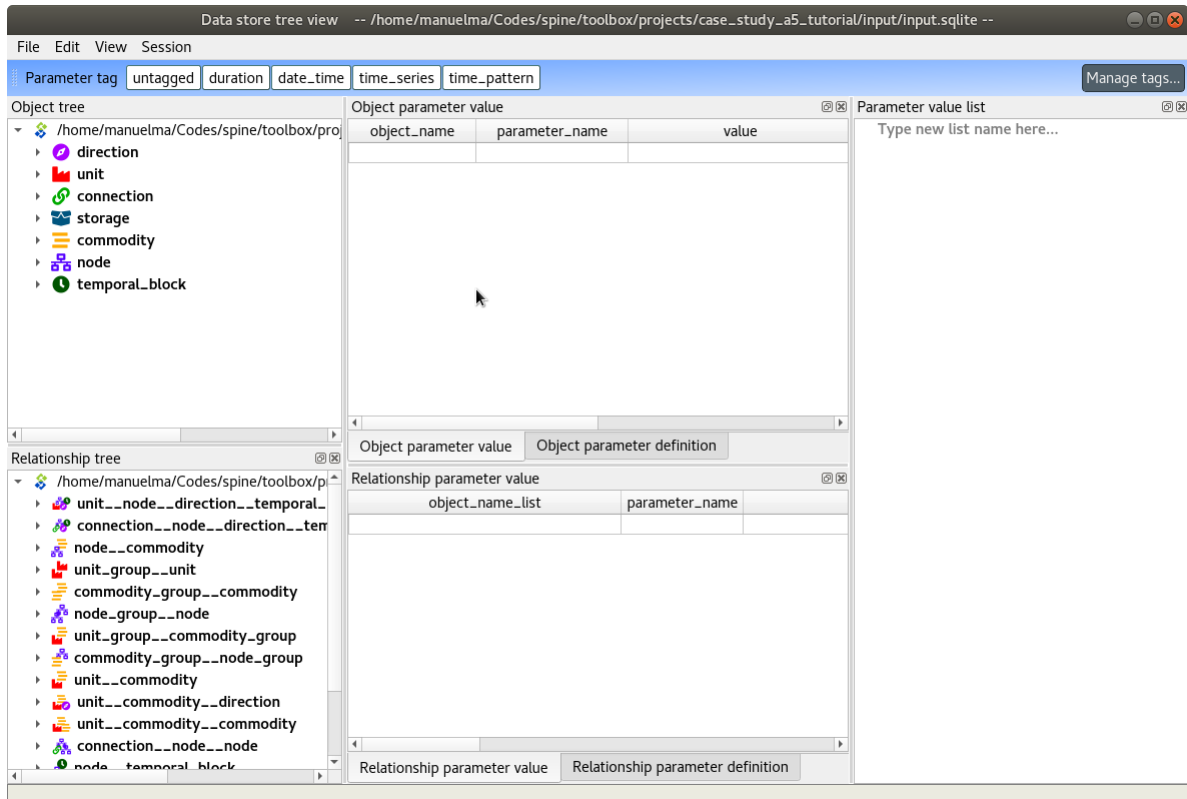 Data store tree view -- /home/manuelma/Codes/spine/toolbox/projects/case_study_a5_tutorial/input/input.sqlite --
File Edit View Session
Parameter tag untagged duration date_time time_series time_pattern Manage tags...
Object tree
/home/manuelma/Codes/spine/toolbox/proj
direction
unit
connection
storage
commodity
node
temporal_block
Object parameter value
object_name parameter_name value
Object parameter value Object parameter definition
Parameter value list
Type new list name here...
Relationship tree
/home/manuelma/Codes/spine/toolbox/p
unit__node__direction__temporal_
connection__node__direction__tem
node__commodity
unit_group__unit
commodity_group__commodity
node_group__node
unit_group__commodity_group
commodity_group__node_group
unit__commodity
unit__commodity__direction
unit__commodity__commodity
connection__node__node
node__temporal_block
Relationship parameter value
object_name_list parameter_name
Relationship parameter value Relationship parameter definition